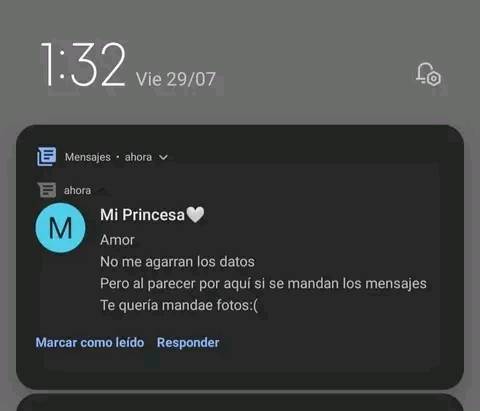 1:32 Vie 29/07
Mensajes • ahora
ahora
M
Mi Princesa🤍
Amor
No me agarran los datos
Pero al parecer por aquí si se mandan los mensajes
Te quería mandae fotos:(
Marcar como leído Responder